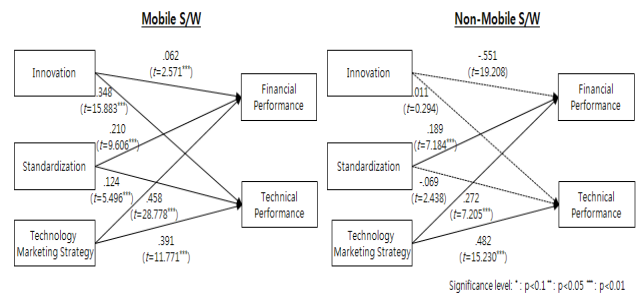 Mobile S/W
Non-Mobile S/W
Innovation
Standardization
Technology
Marketing Strategy
Financial
Performance
Technical
Performance
.062
(t=2.571***)
.348
(t=15.883***)
.210
(t=9.606***)
.124
(t=5.496***)
.458
(t=28.778***)
.391
(t=11.771***)
Innovation
Standardization
Technology
Marketing Strategy
Financial
Performance
Technical
Performance
-.551
(t=19.208)
.011
(t=0.294)
.189
(t=7.184***)
-.069
(t=2.438)
.272
(t=7.205***)
.482
(t=15.230***)
Significance level: * : p<0.1 ** : p<0.05 *** : p<0.01